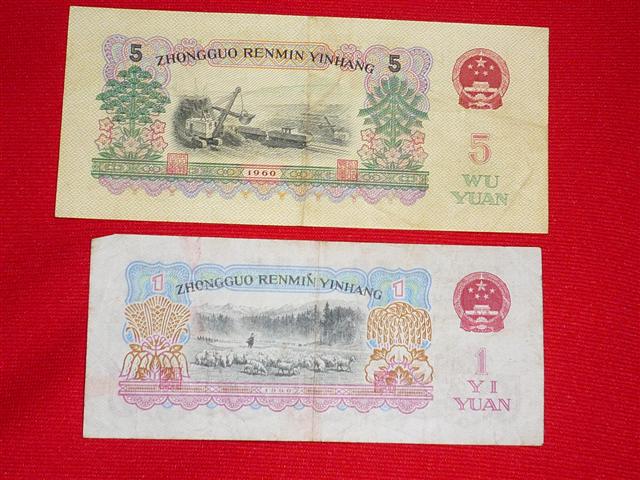 5 ZHONGGUO RENMIN YINHANG 5
1960
5
WU
YUAN
1 ZHONGGUO RENMIN YINHANG 1
1960
1
YI
YUAN